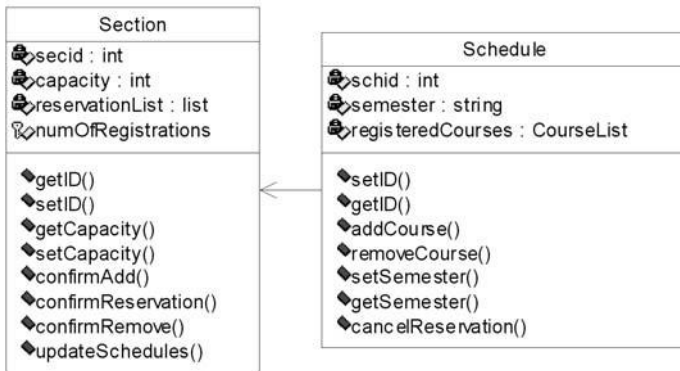 Section
secid : int
capacity : int
reservationList : list
numOfRegistrations
getID()
setID()
getCapacity()
setCapacity()
confirmAdd()
confirmReservation()
confirmRemove()
updateSchedules()
Schedule
schid : int
semester : string
registeredCourses : CourseList
setID()
getID()
addCourse()
removeCourse()
setSemester()
getSemester()
cancelReservation()